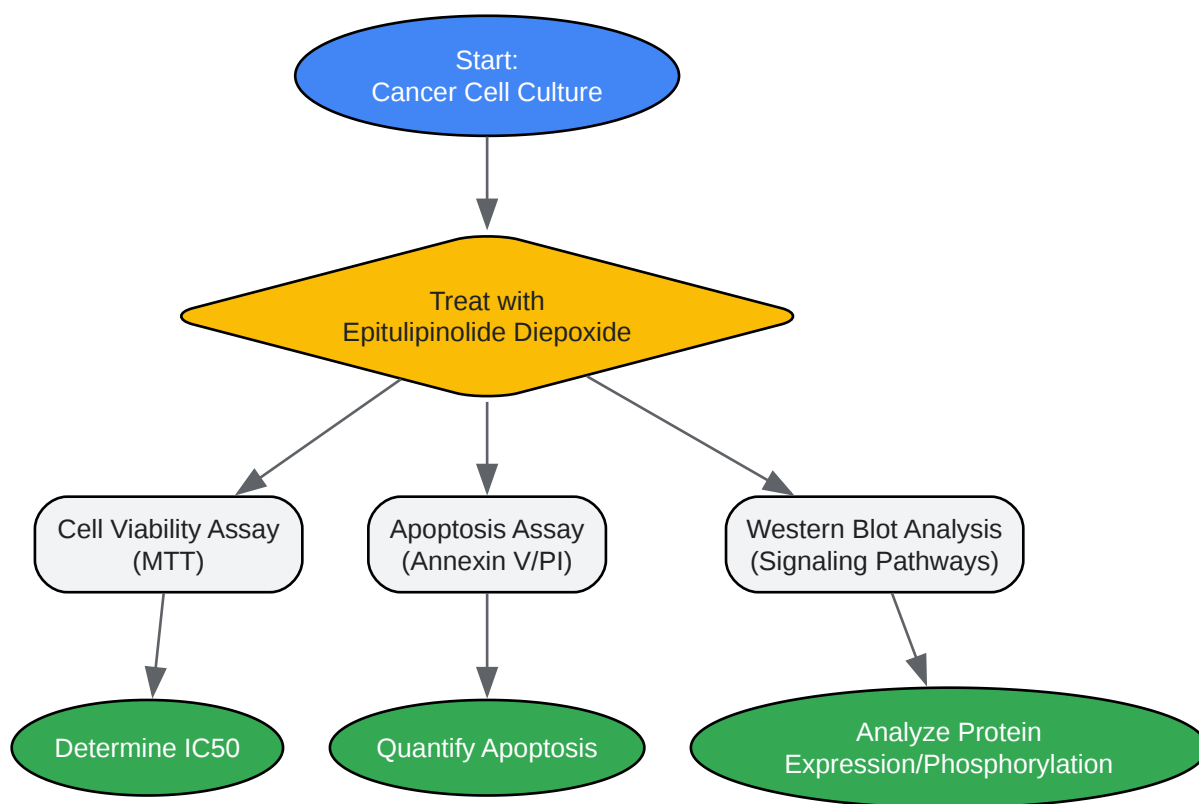 Start:
Cancer Cell Culture
Treat with
Epitulipinolide Diepoxide
Cell Viability Assay
(MTT)
Apoptosis Assay
(Annexin V/PI)
Western Blot Analysis
(Signaling Pathways)
Determine IC50
Quantify Apoptosis
Analyze Protein
Expression/Phosphorylation